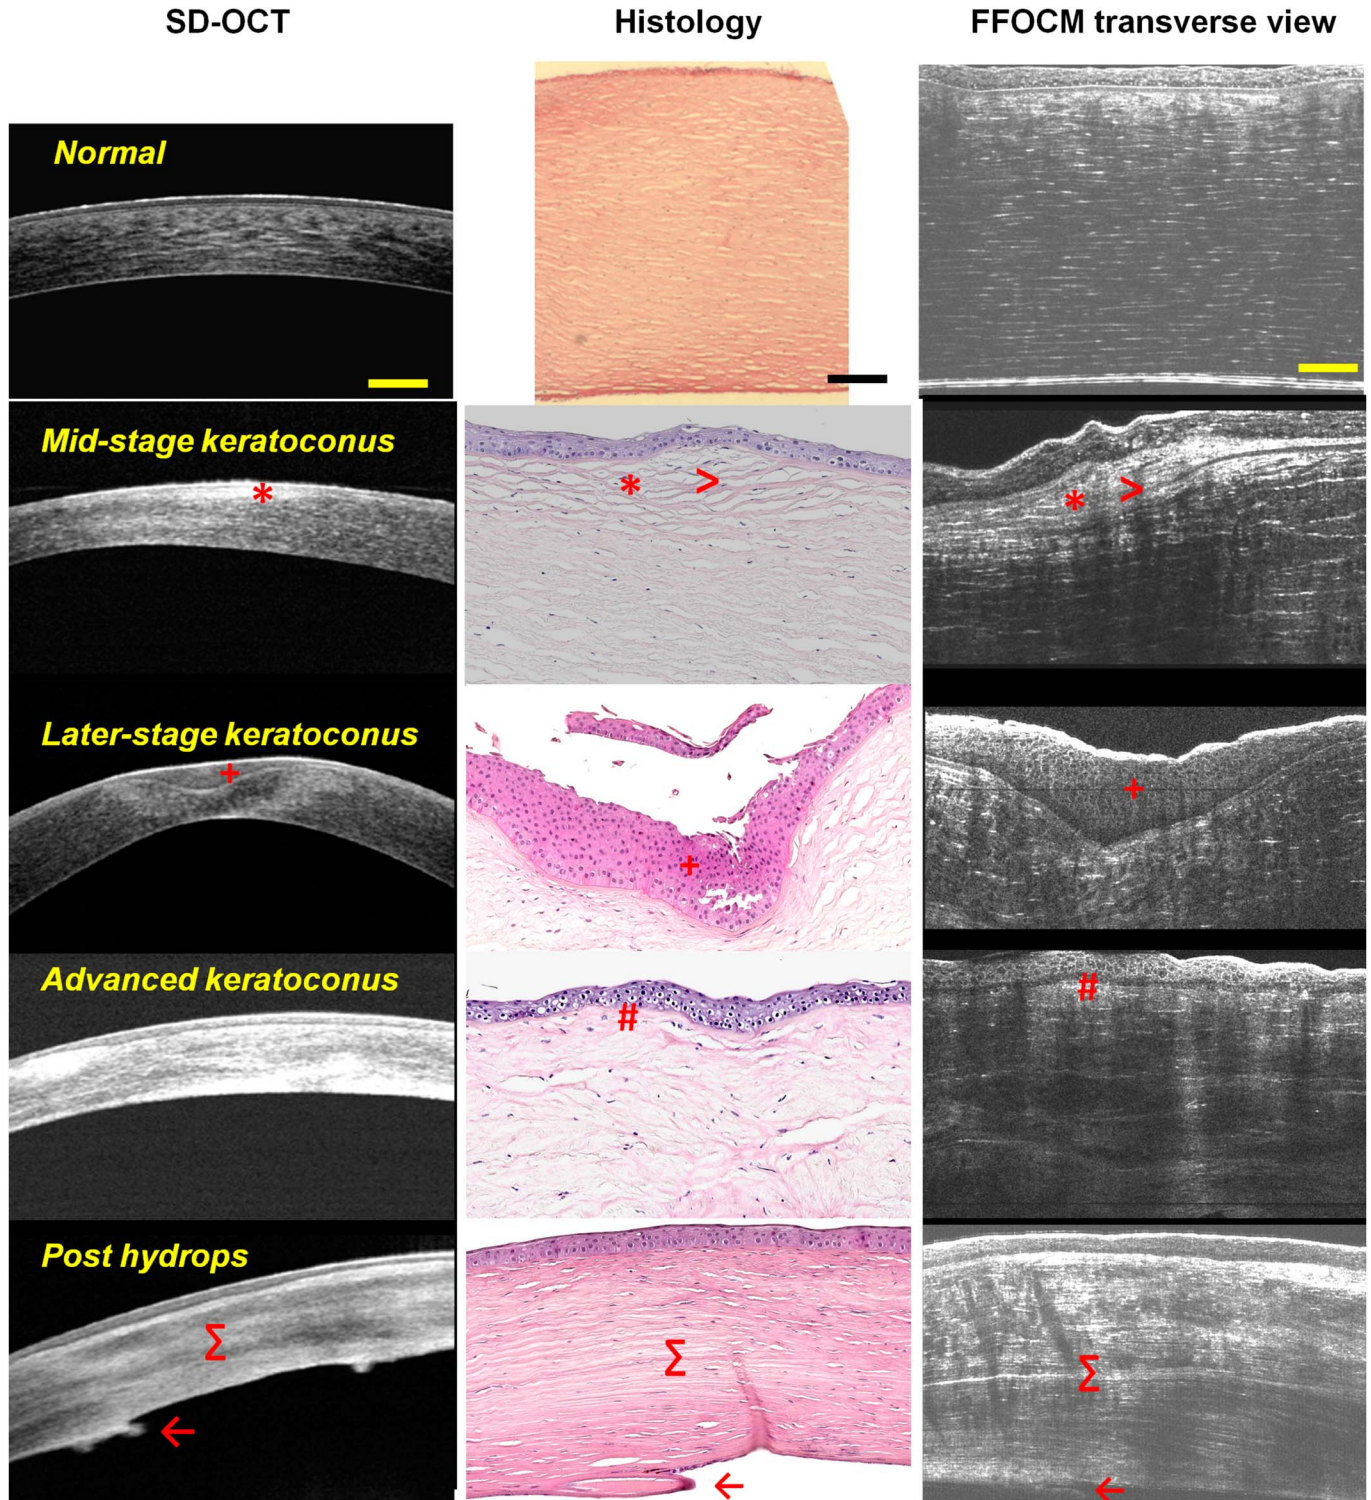 SD-OCT Histology FFOCM transverse view
Normal
Mid-stage keratoconus
* * > * >
Later-stage keratoconus
+ + +
Advanced keratoconus
# #
Post hydrops
Σ Σ Σ
← ← ←